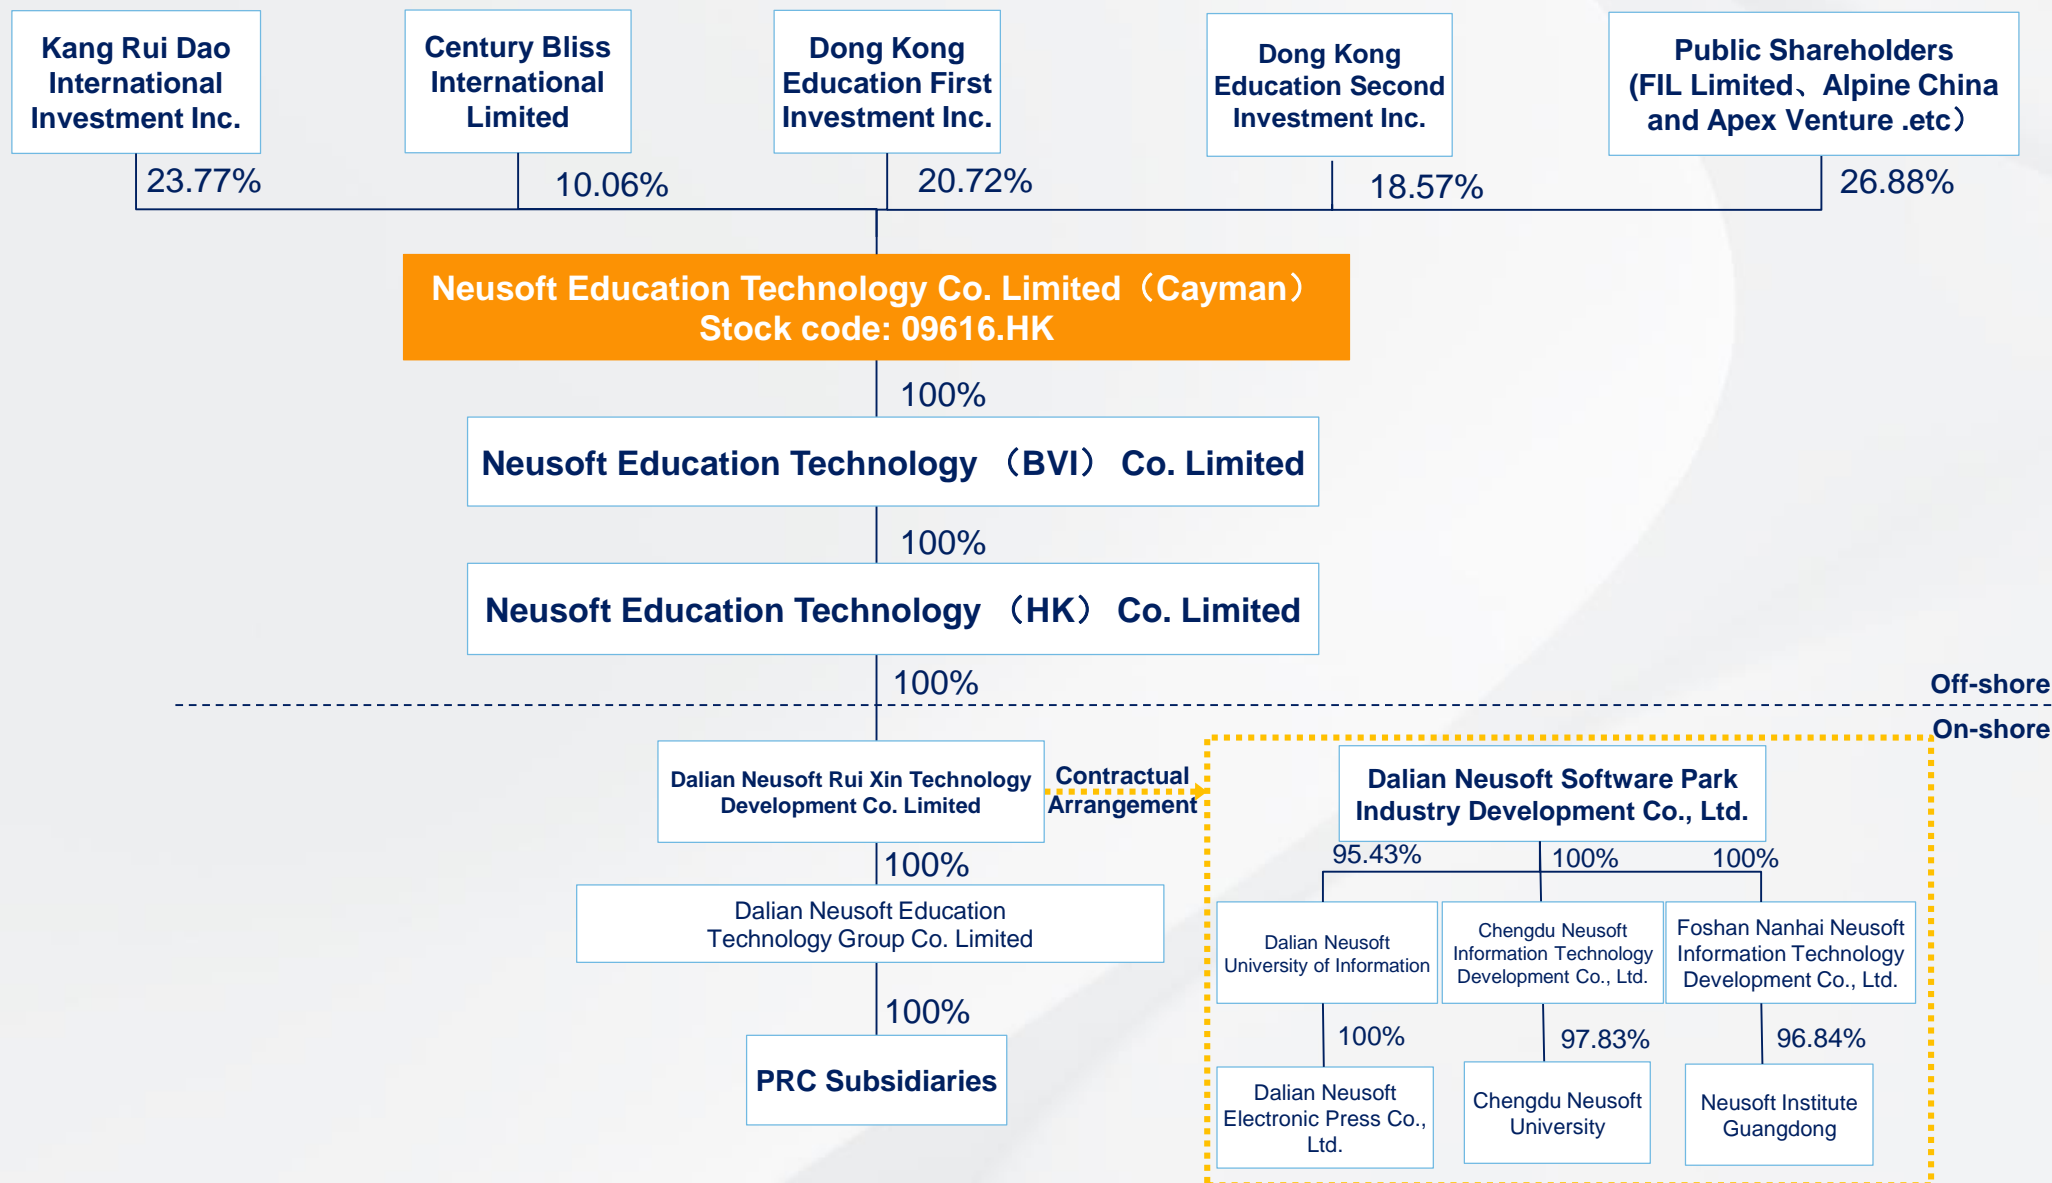 Kang Rui Dao
International
Investment Inc.
Century Bliss
International
Limited
Dong Kong
Education First
Investment Inc.
Dong Kong
Education Second
Investment Inc.
Public Shareholders
(FIL Limited、Alpine China
and Apex Venture .etc）
23.77%
10.06%
20.72%
18.57%
26.88%
Neusoft Education Technology Co. Limited（Cayman）
Stock code: 09616.HK
100%
Neusoft Education Technology （BVI） Co. Limited
100%
Neusoft Education Technology （HK） Co. Limited
100%
Off-shore
On-shore
Dalian Neusoft Rui Xin Technology
Development Co. Limited
Contractual
Arrangement
Dalian Neusoft Software Park
Industry Development Co., Ltd.
100%
95.43%
100%
100%
Dalian Neusoft Education
Technology Group Co. Limited
Dalian Neusoft
University of Information
Chengdu Neusoft
Information Technology
Development Co., Ltd.
Foshan Nanhai Neusoft
Information Technology
Development Co., Ltd.
100%
100%
97.83%
96.84%
PRC Subsidiaries
Dalian Neusoft
Electronic Press Co.,
Ltd.
Chengdu Neusoft
University
Neusoft Institute
Guangdong